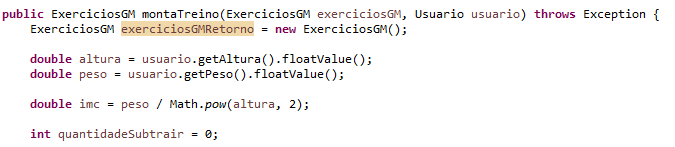 public ExerciciosGM montaTreino(ExerciciosGM exerciciosGM, Usuario usuario) throws Exception {
ExerciciosGM exerciciosGMRetorno = new ExerciciosGM();
double altura = usuario.getAltura().floatValue();
double peso = usuario.getPeso().floatValue();
double imc = peso / Math.pow(altura, 2);
int quantidadeSubtrair = 0;